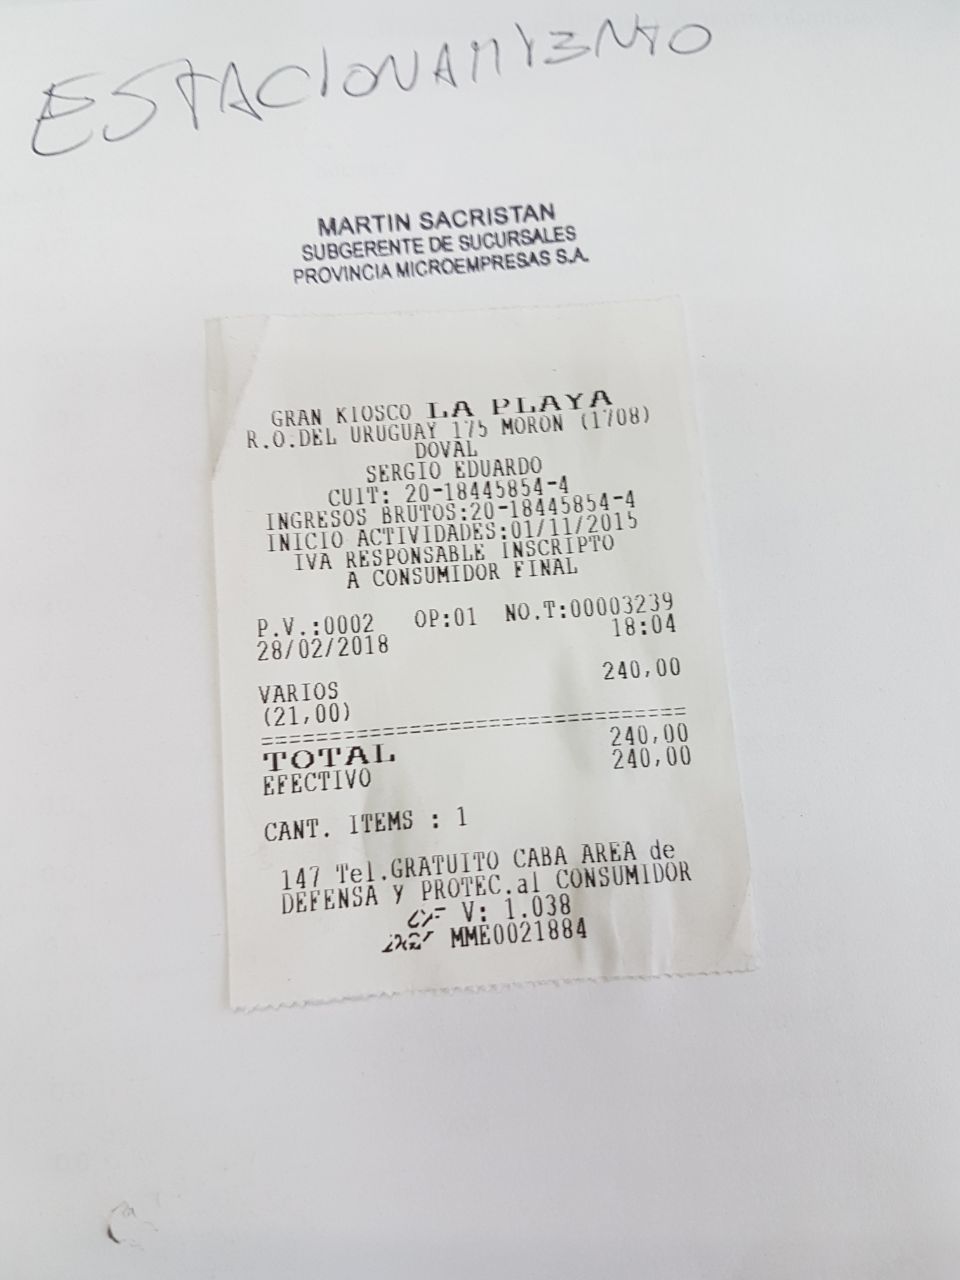 ESTACIONAMIENTO
MARTIN SACRISTAN
SUBGERENTE DE SUCURSALES
PROVINCIA MICROEMPRESAS S.A.
GRAN KIOSCO LA PLAYA
R.O.DEL URUGUAY 175 MORON (1708)
DOVAL
SERGIO EDUARDO
CUIT: 20-18445854-4
INGRESOS BRUTOS:20-18445854-4
INICIO ACTIVIDADES:01/11/2015
IVA RESPONSABLE INSCRIPTO
A CONSUMIDOR FINAL
P.V.:0002 OP:01 NO.T:00003239
28/02/2018 18:04
VARIOS 240,00
(21,00)
===============================
TOTAL 240,00
EFECTIVO 240,00
CANT. ITEMS : 1
147 Tel.GRATUITO CABA AREA de
DEFENSA y PROTEC.al CONSUMIDOR
CF V: 1.038
MME0021884